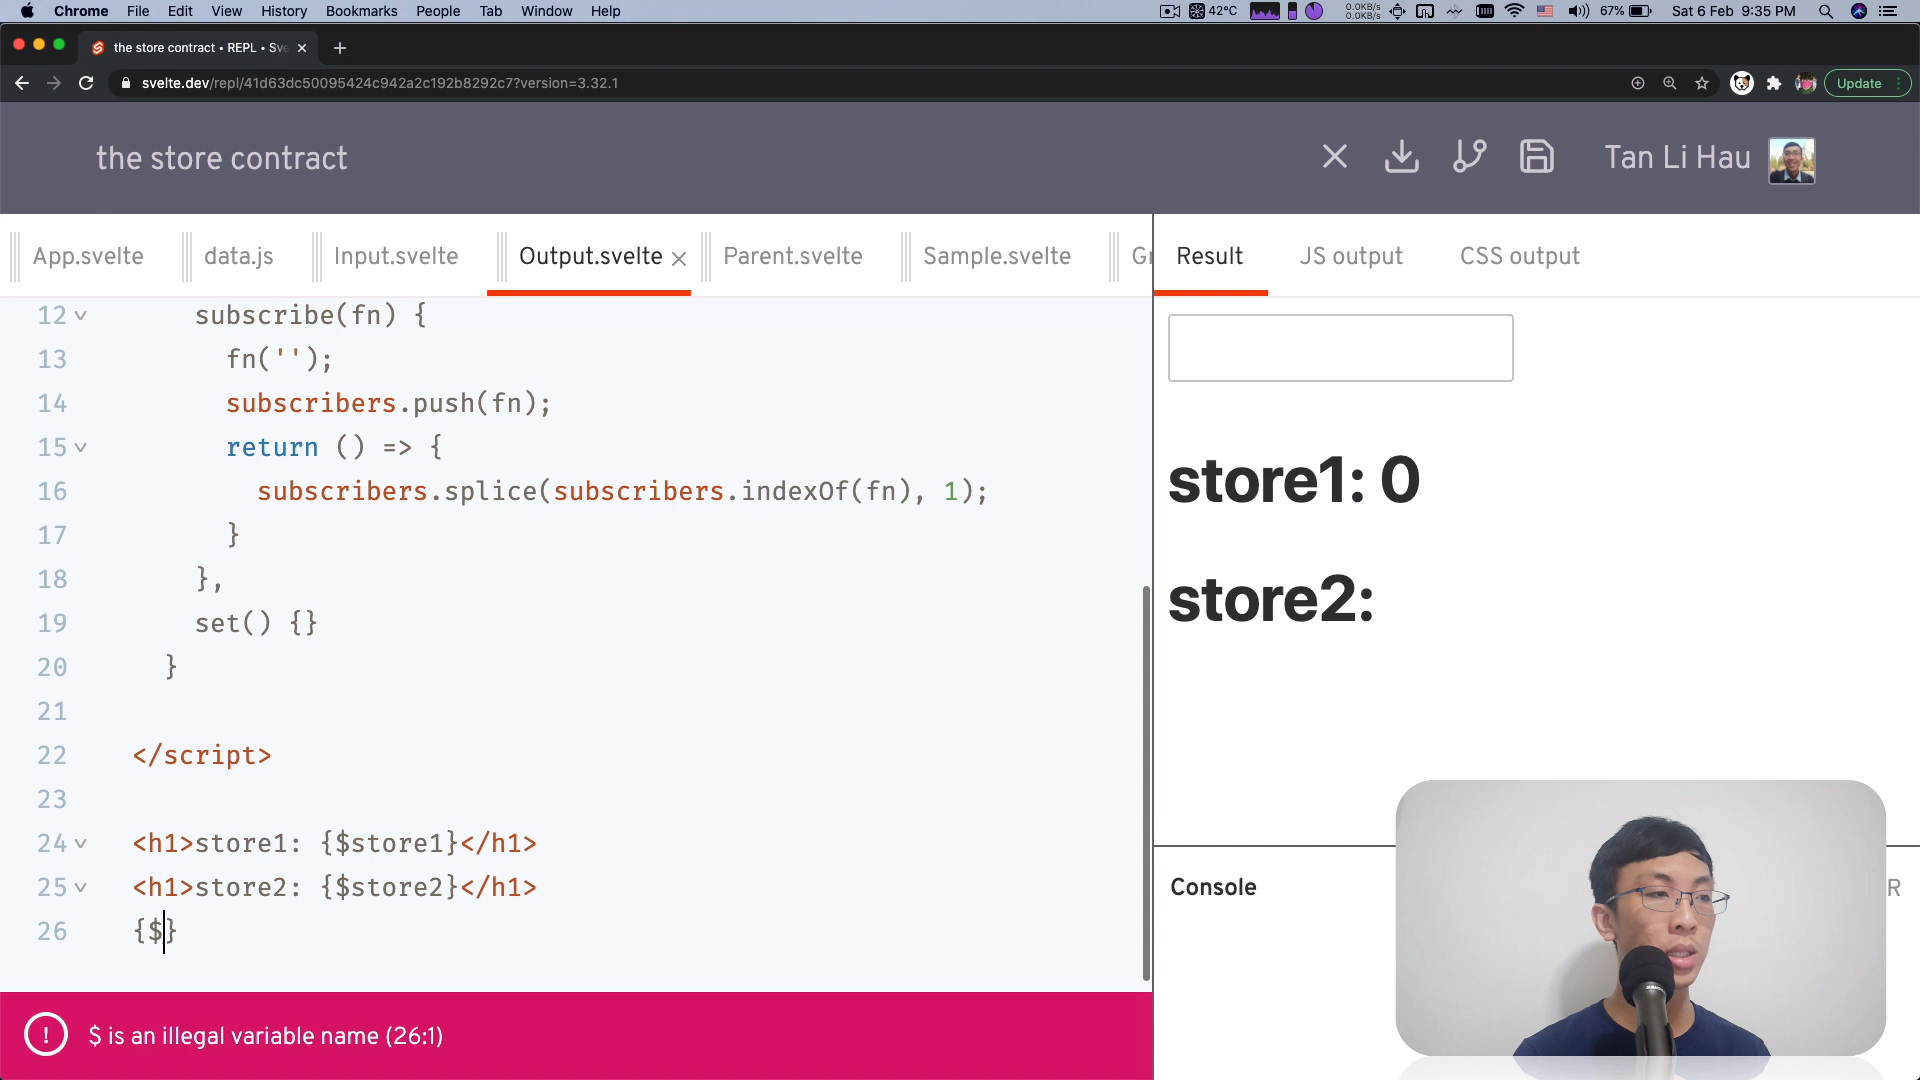 Chrome File Edit View History Bookmarks People Tab Window Help
42°C
0.0KB/s
0.0KB/s
67%
Sat 6 Feb 9:35 PM
the store contract • REPL • Sve
svelte.dev/repl/41d63dc50095424c942a2c192b8292c7?version=3.32.1
Update
the store contract
Tan Li Hau
App.svelte
data.js
Input.svelte
Output.svelte
Parent.svelte
Sample.svelte
Result
JS output
CSS output
12 subscribe(fn) {
13 fn('');
14 subscribers.push(fn);
15 return () => {
16 subscribers.splice(subscribers.indexOf(fn), 1);
17 }
18 },
19 set() {}
20 }
21
22 </script>
23
24 <h1>store1: {$store1}</h1>
25 <h1>store2: {$store2}</h1>
26 {$}
! $ is an illegal variable name (26:1)
store1: 0
store2:
Console
R